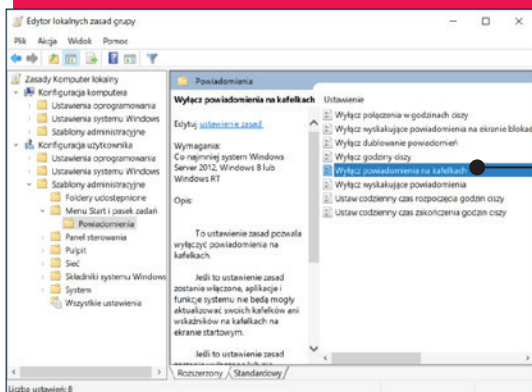 Edytor lokalnych zasad grupy
Plik Akcja Widok Pomoc
Zasady Komputer lokalny
Konfiguracja komputera
Ustawienia oprogramowania
Ustawienia systemu Windows
Szablony administracyjne
Konfiguracja użytkownika
Ustawienia oprogramowania
Ustawienia systemu Windows
Szablony administracyjne
Foldery udostępnione
Menu Start i pasek zadań
Powiadomienia
Panel sterowania
Pulpit
Sieć
Składniki systemu Windows
System
Wszystkie ustawienia
Powiadomienia
Wyłącz powiadomienia na kafelkach
Edytuj ustawienie zasad
Wymagania:
Co najmniej system Windows
Server 2012, Windows 8 lub
Windows RT
Opis:
To ustawienie zasad pozwala
wyłączyć powiadomienia na
kafelkach.
Jeśli to ustawienie zasad
zostanie włączone, aplikacje i
funkcje systemu nie będą mogły
aktualizować swoich kafelków ani
wskaźników na kafelkach na
ekranie startowym.
Jeśli to ustawienie zasad
Ustawienie
Wyłącz połączenia w godzinach ciszy
Wyłącz wyskakujące powiadomienia na ekranie blokad
Wyłącz dublowanie powiadomień
Wyłącz godziny ciszy
Wyłącz powiadomienia na kafelkach
Wyłącz wyskakujące powiadomienia
Ustaw codzienny czas rozpoczęcia godzin ciszy
Ustaw codzienny czas zakończenia godzin ciszy
Rozszerzony Standardowy
Liczba ustawień: 8